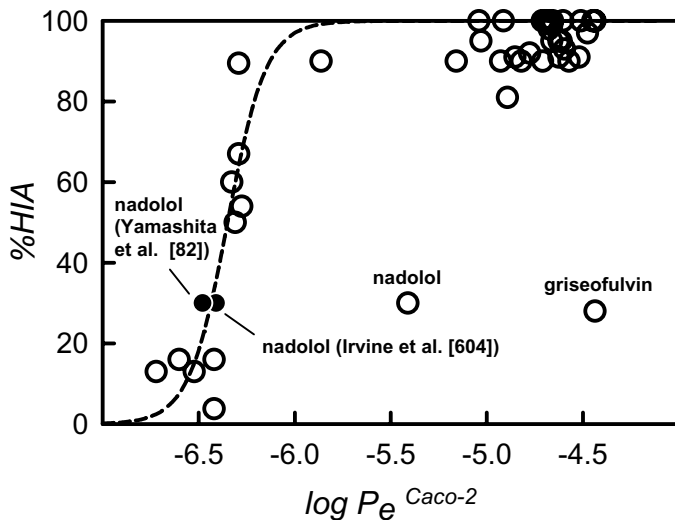 100
80
60
40
20
0
%HIA
nadolol
(Yamashita
et al. [82])
nadolol
griseofulvin
nadolol (Irvine et al. [604])
-6.5 -6.0 -5.5 -5.0 -4.5
log Pe Caco-2